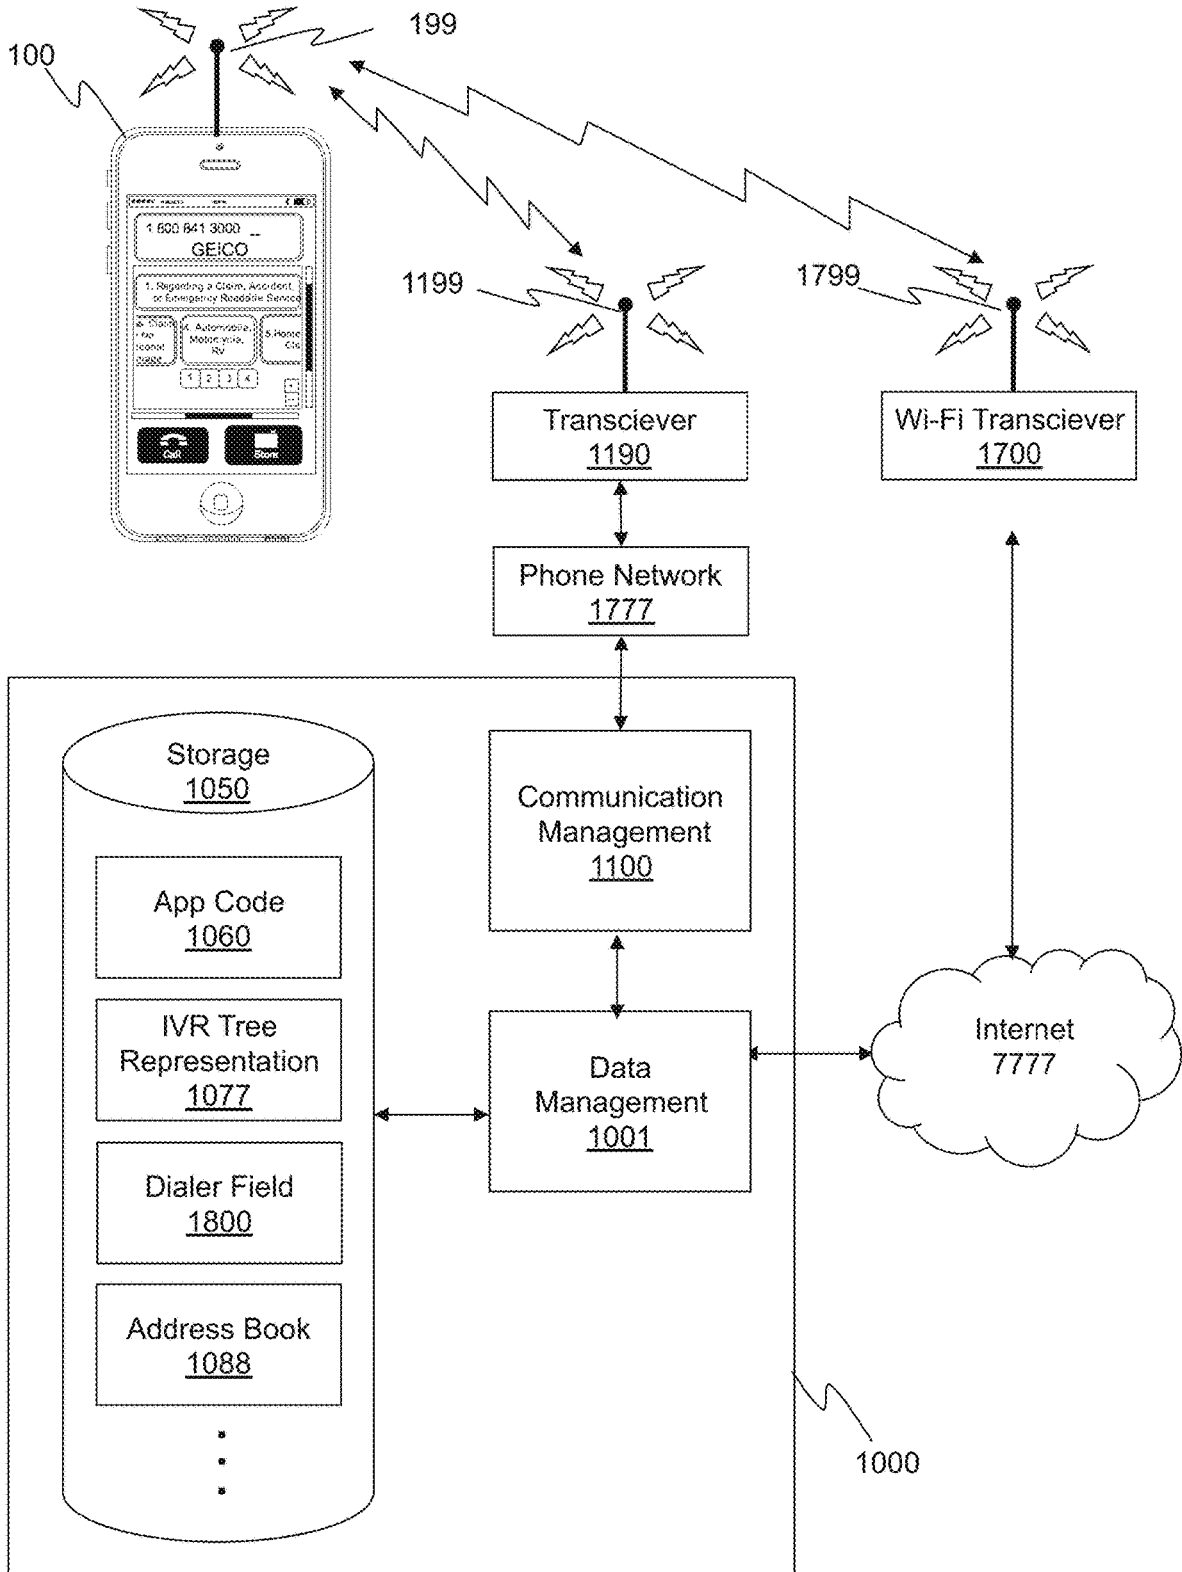 199
100
1 800 841 3000 __
GEICO
1. Regarding a Claim, Accident,
or Emergency Roadside Service
4. Automobile,
Motorcycle,
RV
1 2 3 4
Call
Store
1199
1799
Transciever
1190
Wi-Fi Transciever
1700
Phone Network
1777
Storage
1050
Communication
Management
1100
App Code
1060
IVR Tree
Representation
1077
Data
Management
1001
Internet
7777
Dialer Field
1800
Address Book
1088
1000